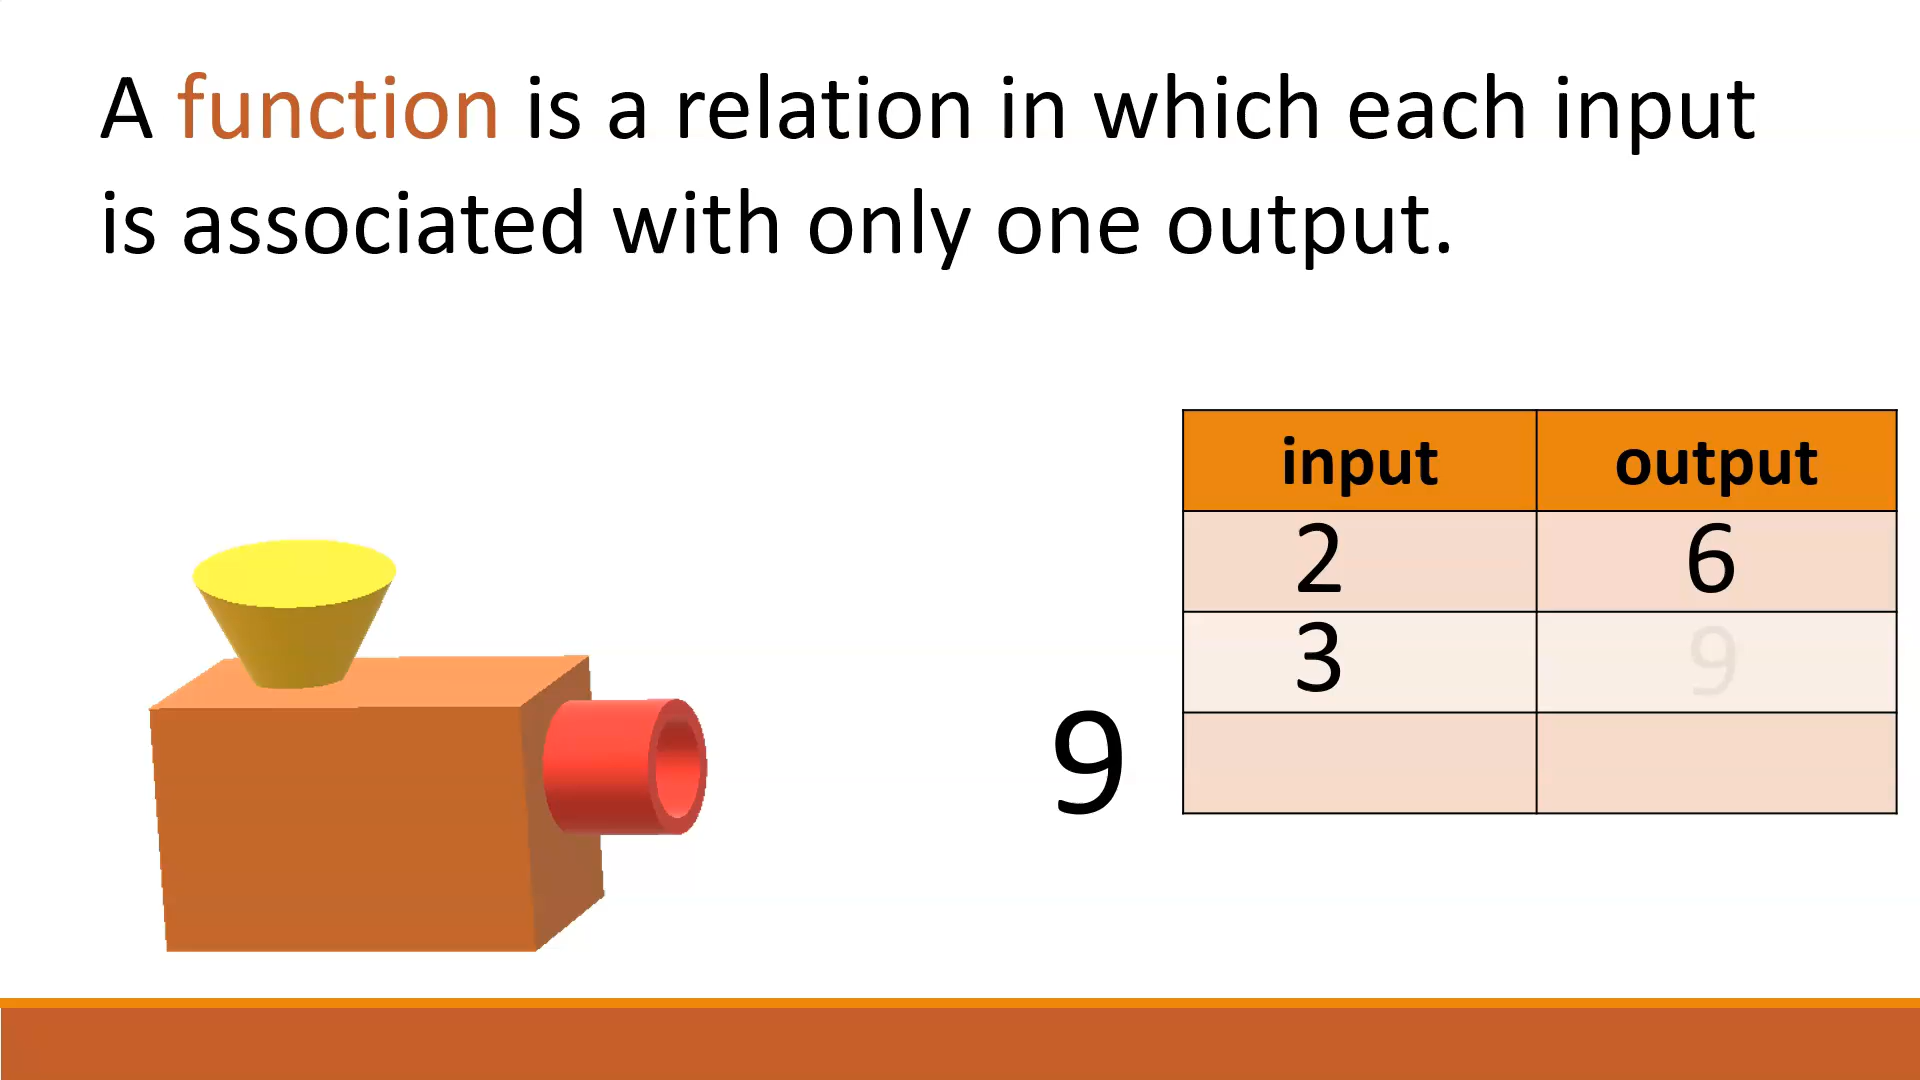 A function is a relation in which each input
is associated with only one output.
input output
2 6
3 9
9